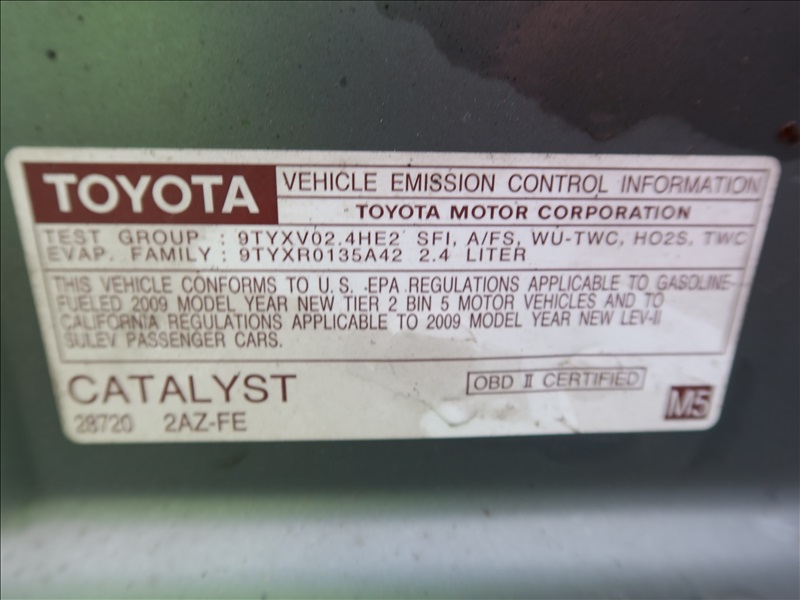 TOYOTA VEHICLE EMISSION CONTROL INFORMATION
TOYOTA MOTOR CORPORATION
TEST GROUP : 9TYXV02.4HE2 SFI, A/FS, WU-TWC, HO2S, TWC
EVAP. FAMILY : 9TYXR0135A42 2.4 LITER
THIS VEHICLE CONFORMS TO U.S. EPA REGULATIONS APPLICABLE TO GASOLINE-
FUELED 2009 MODEL YEAR NEW TIER 2 BIN 5 MOTOR VEHICLES AND TO
CALIFORNIA REGULATIONS APPLICABLE TO 2009 MODEL YEAR NEW LEV-II
SULEV PASSENGER CARS.
CATALYST
OBD II CERTIFIED
28720 2AZ-FE
M5